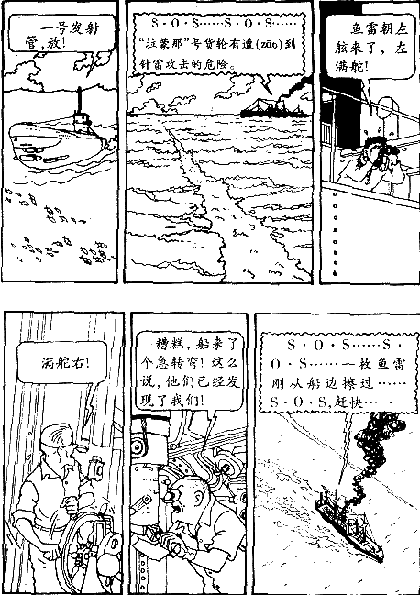 一号发射
管,放!
S·O·S……S·O·S……
“拉蒙那”号货轮有遭(zāo)到
鱼雷攻击的危险。
鱼雷朝左
舷来了,左
满舵!
满舵右!
糟糕,船来了
个急转弯!这么
说,他们已经发
现了我们!
S·O·S……S·
O·S……一枚鱼雷
刚从船边擦过……
S·O·S,赶快……